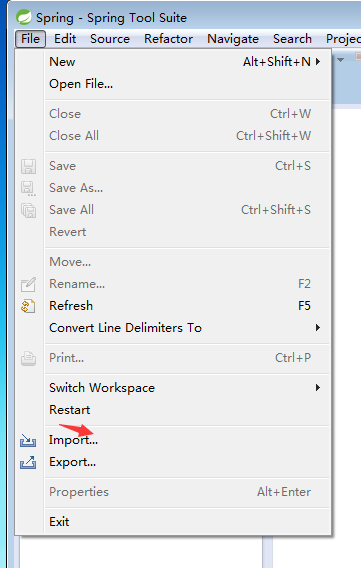 Spring - Spring Tool Suite
File Edit Source Refactor Navigate Search Projec
New Alt+Shift+N
Open File...
Close Ctrl+W
Close All Ctrl+Shift+W
Save Ctrl+S
Save As...
Save All Ctrl+Shift+S
Revert
Move...
Rename... F2
Refresh F5
Convert Line Delimiters To
Print... Ctrl+P
Switch Workspace
Restart
Import...
Export...
Properties Alt+Enter
Exit